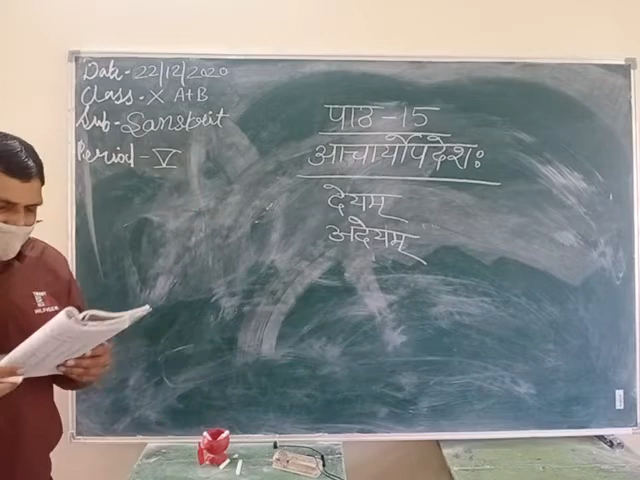 Date - 22/12/2020
Class - X A+B
Sub - Sanskrit
Period - V
पाठ - 15
आचार्योपदेशः
देयम्
अदेयम्